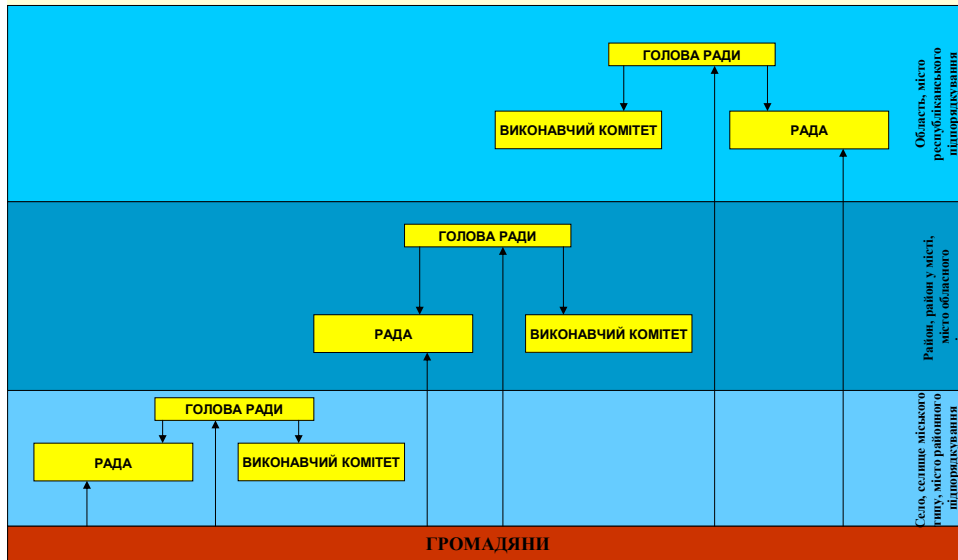 ГОЛОВА РАДИ
ВИКОНАВЧИЙ КОМІТЕТ
РАДА
Область, місто
республіканського
підпорядкування
ГОЛОВА РАДИ
РАДА
ВИКОНАВЧИЙ КОМІТЕТ
Район, район у місті,
місто обласного
ГОЛОВА РАДИ
РАДА
ВИКОНАВЧИЙ КОМІТЕТ
Село, селище міського
типу, місто районного
підпорядкування
ГРОМАДЯНИ